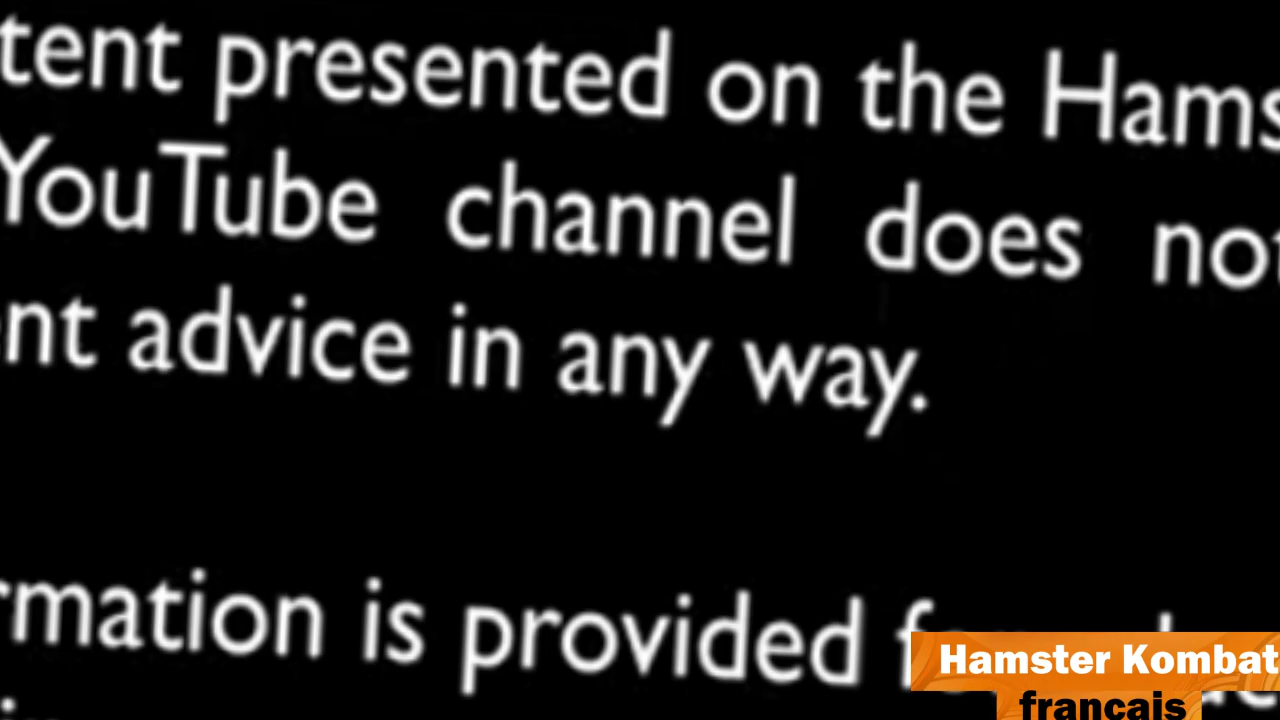 tent presented on the Hams
YouTube channel does not
nt advice in any way.
rmation is provided
Hamster Kombat
francais